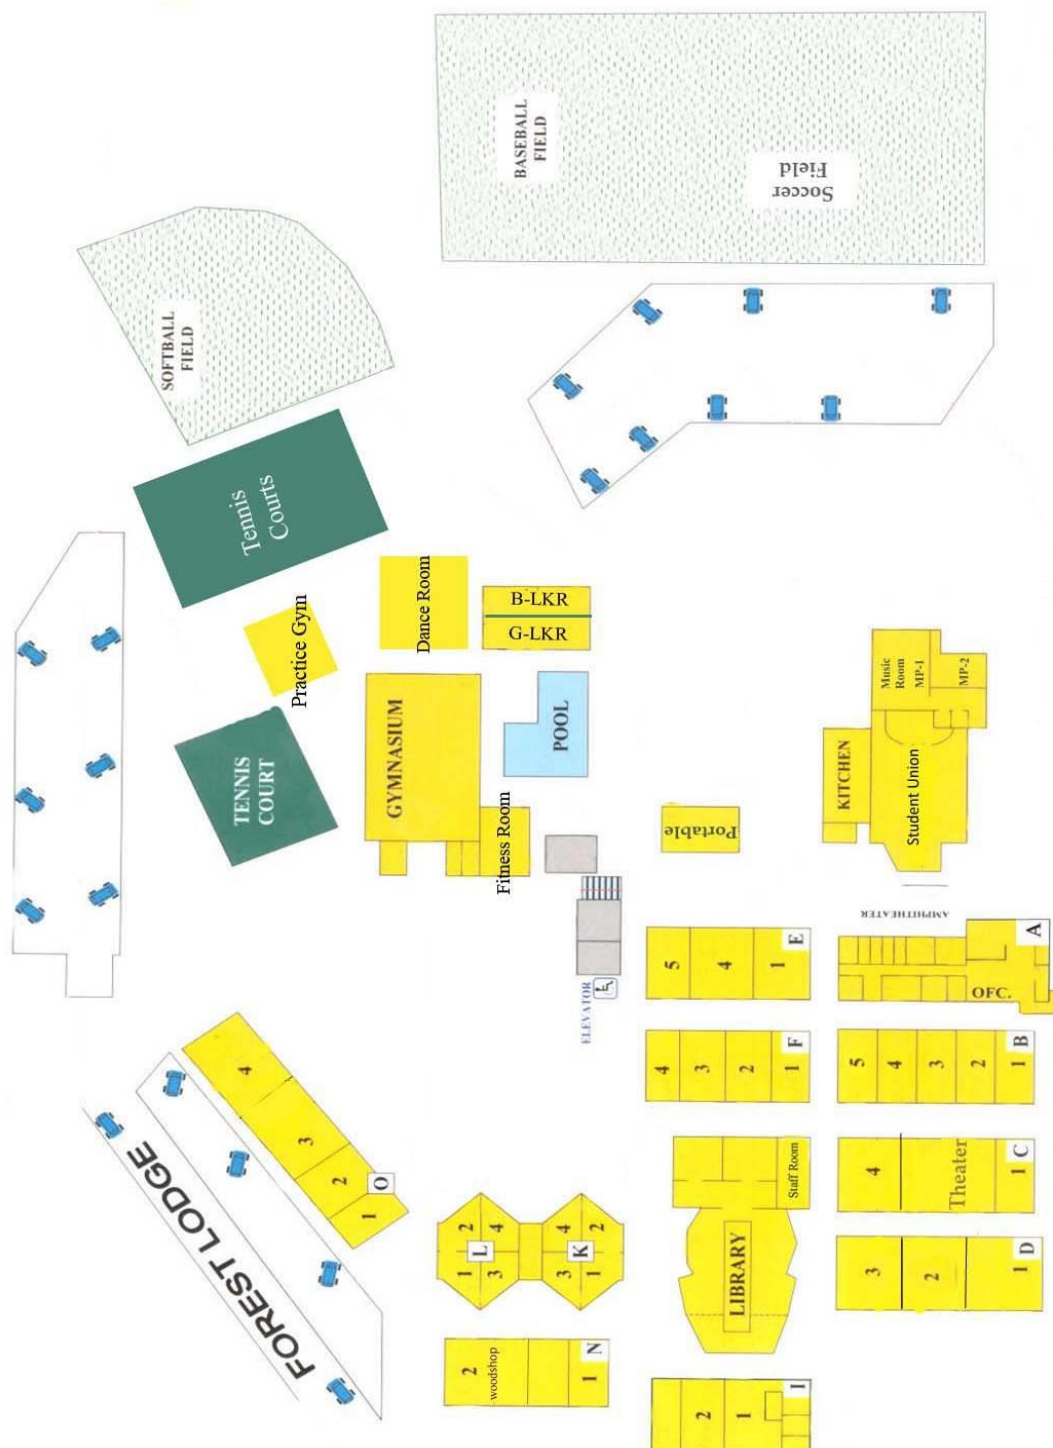 BASEBALL
FIELD
Soccer
Field
SOFTBALL
FIELD
Tennis
Courts
Practice Gym
Dance Room
B-LKR
G-LKR
TENNIS
COURT
GYMNASIUM
POOL
Fitness Room
Portable
KITCHEN
Music
Room
MP-1
MP-2
Student Union
AMPHITHEATER
ELEVATOR
5
4
1
E
OFC.
A
4
3
2
1
F
5
4
3
2
1
B
FOREST LODGE
4
3
2
1
O
2
4
1
3
L
4
2
3
1
K
Staff Room
LIBRARY
4
Theater
1
C
3
2
1
D
2
woodshop
1
N
2
1
I